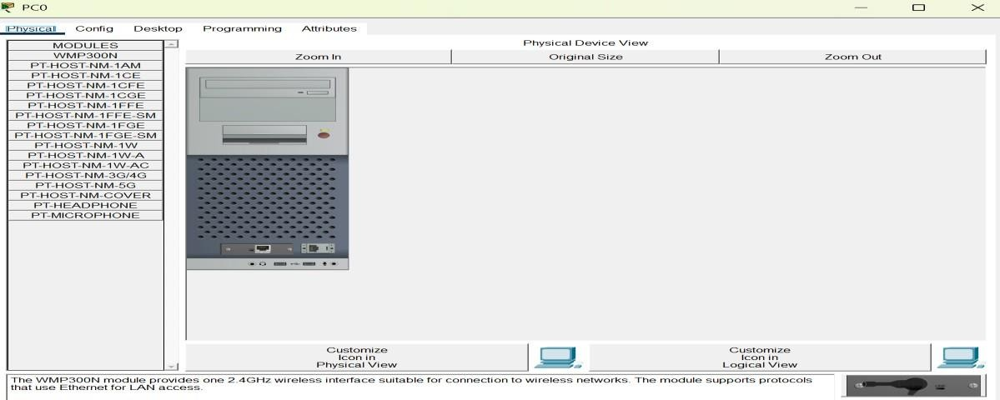 PC0
Physical Config Desktop Programming Attributes
MODULES
WMP300N
PT-HOST-NM-1AM
PT-HOST-NM-1CE
PT-HOST-NM-1CFE
PT-HOST-NM-1CGE
PT-HOST-NM-1FFE
PT-HOST-NM-1FFE-SM
PT-HOST-NM-1FGE
PT-HOST-NM-1FGE-SM
PT-HOST-NM-1W
PT-HOST-NM-1W-A
PT-HOST-NM-1W-AC
PT-HOST-NM-3G/4G
PT-HOST-NM-5G
PT-HOST-NM-COVER
PT-HEADPHONE
PT-MICROPHONE
Physical Device View
Zoom In Original Size Zoom Out
Customize
Icon in
Physical View
Customize
Icon in
Logical View
The WMP300N module provides one 2.4GHz wireless interface suitable for connection to wireless networks. The module supports protocols
that use Ethernet for LAN access.